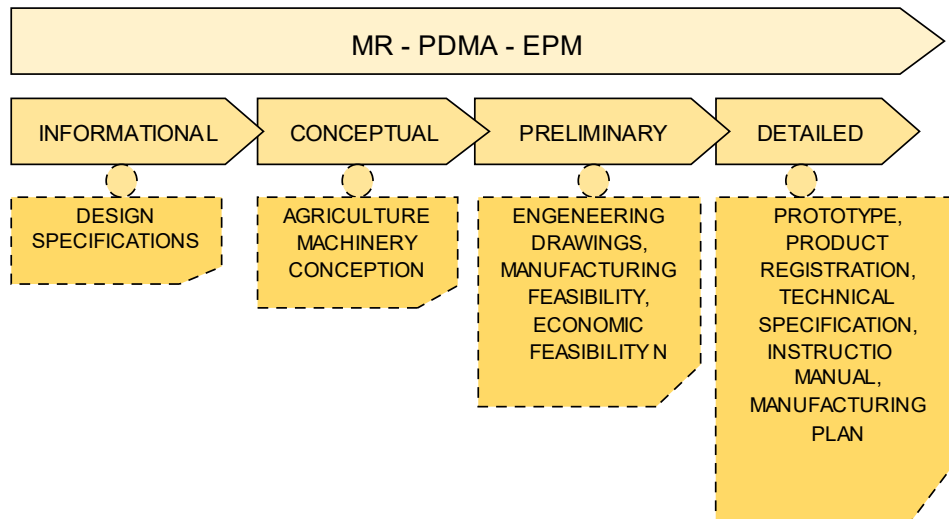 MR - PDMA - EPM
INFORMATIONAL
CONCEPTUAL
PRELIMINARY
DETAILED
DESIGN
SPECIFICATIONS
AGRICULTURE
MACHINERY
CONCEPTION
ENGENEERING
DRAWINGS,
MANUFACTURING
FEASIBILITY,
ECONOMIC
FEASIBILITY N
PROTOTYPE,
PRODUCT
REGISTRATION,
TECHNICAL
SPECIFICATION,
INSTRUCTIO
MANUAL,
MANUFACTURING
PLAN